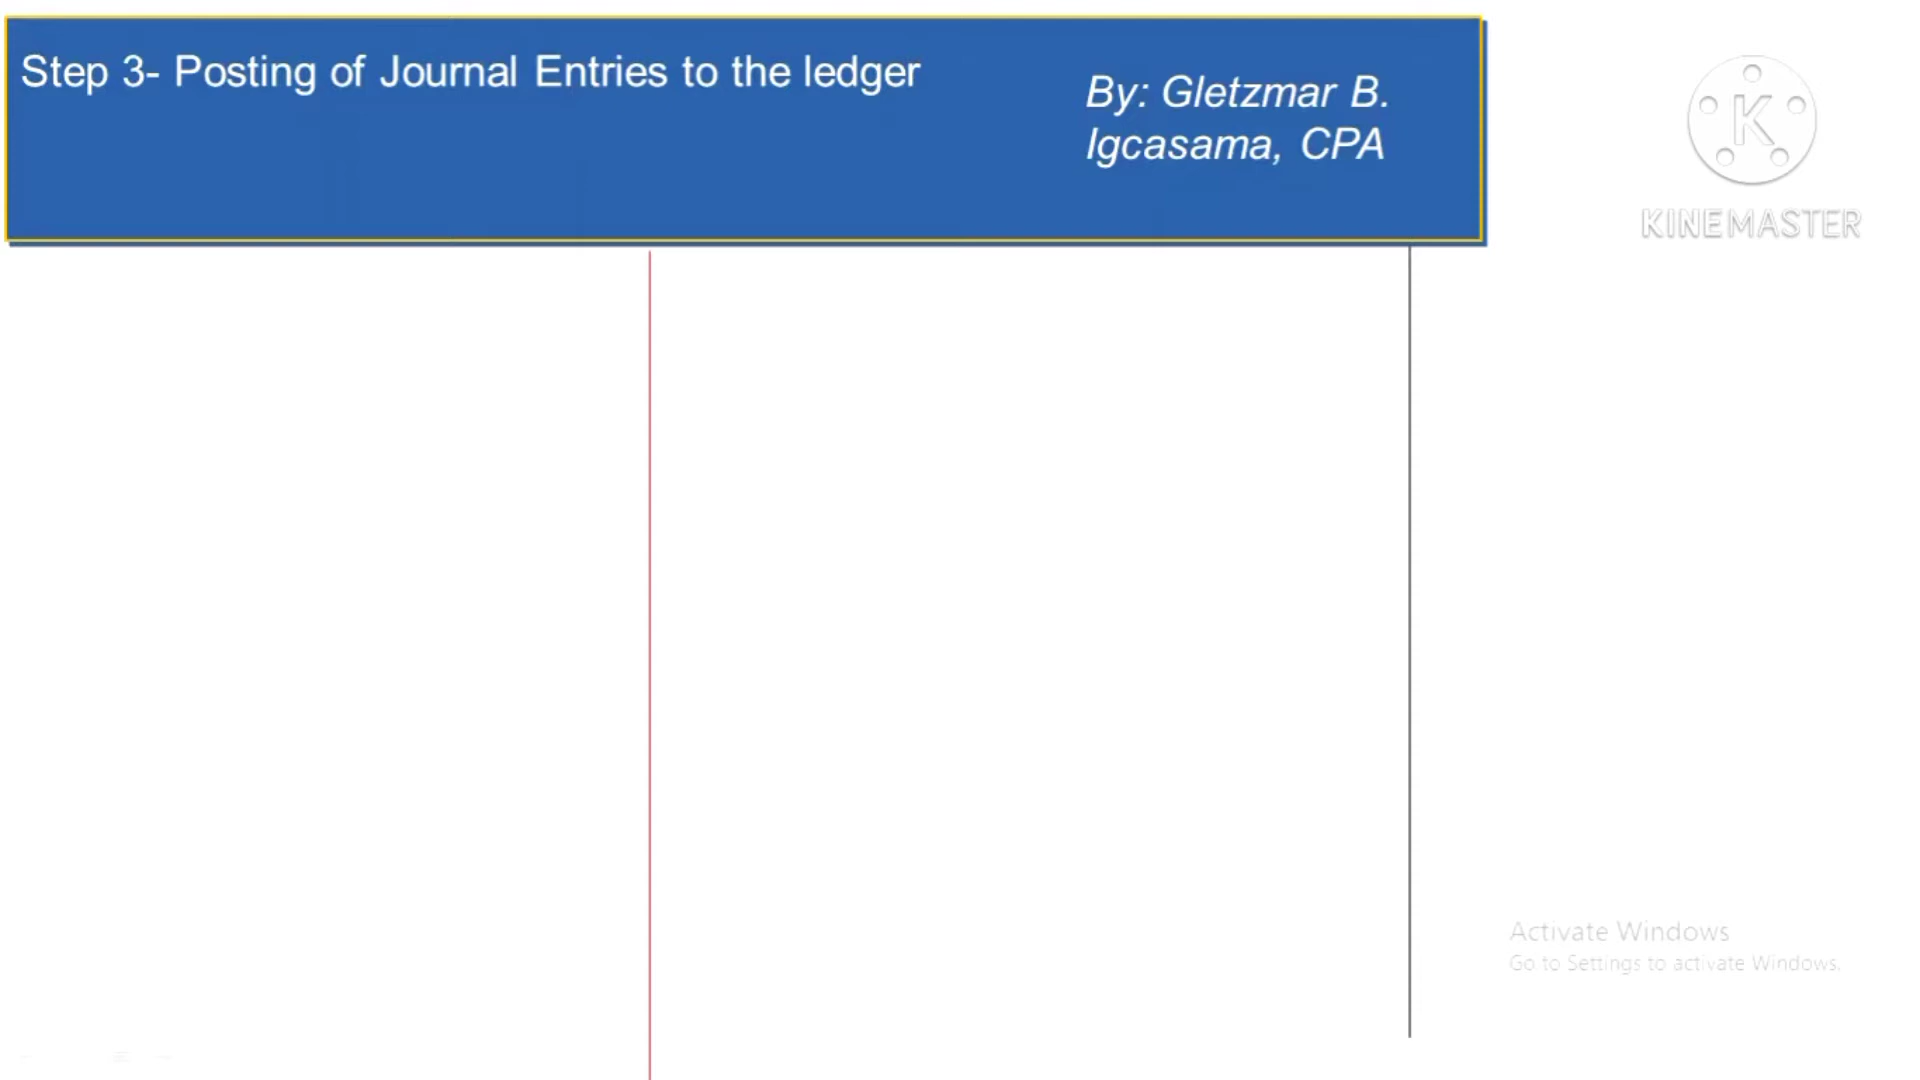 Step 3- Posting of Journal Entries to the ledger
By: Gletzmar B.
Igcasama, CPA
K
KINEMASTER
Activate Windows
Go to Settings to activate Windows.